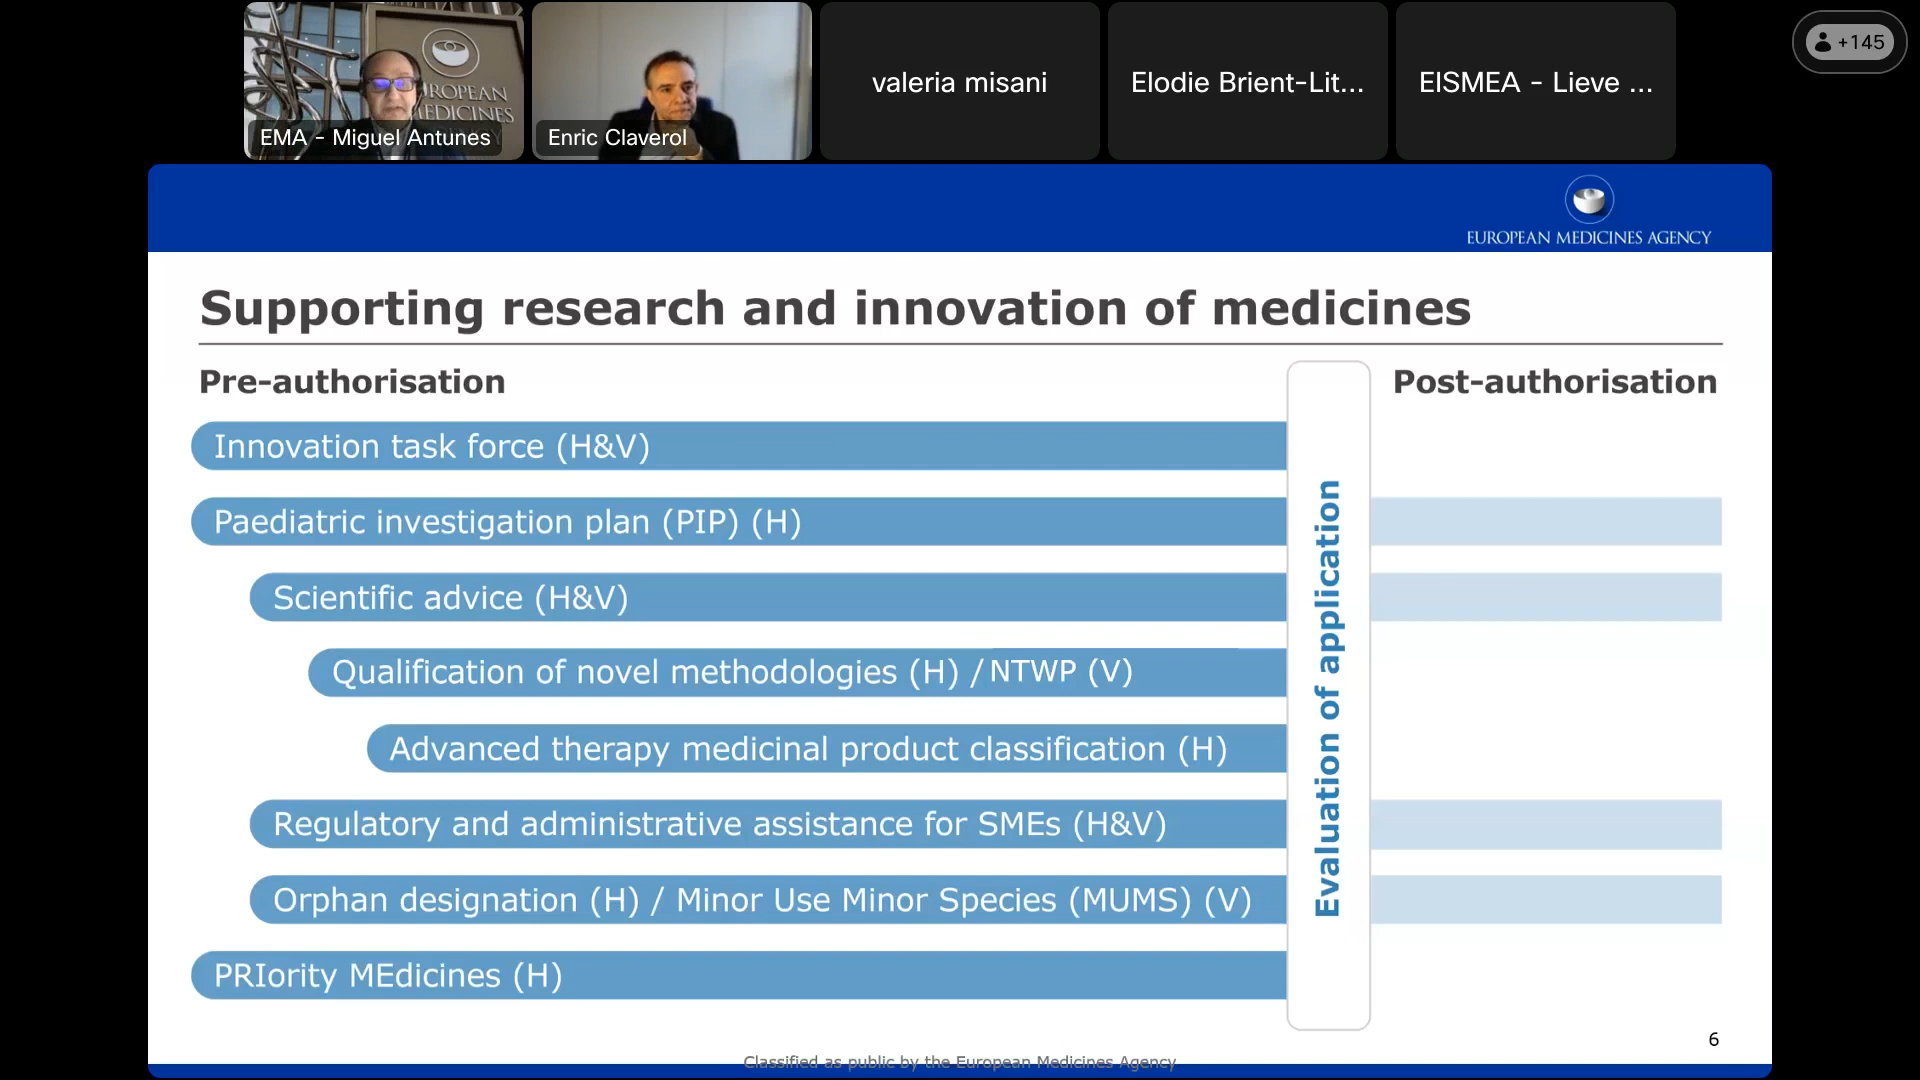 EUROPEAN
MEDICINES
EMA - Miguel Antunes
Enric Claverol
valeria misani
Elodie Brient-Lit...
EISMEA - Lieve ...
+145
EUROPEAN MEDICINES AGENCY
Supporting research and innovation of medicines
Pre-authorisation
Post-authorisation
Innovation task force (H&V)
Paediatric investigation plan (PIP) (H)
Scientific advice (H&V)
Qualification of novel methodologies (H) / NTWP (V)
Advanced therapy medicinal product classification (H)
Regulatory and administrative assistance for SMEs (H&V)
Orphan designation (H) / Minor Use Minor Species (MUMS) (V)
PRIority MEdicines (H)
Evaluation of application
6
Classified as public by the European Medicines Agency